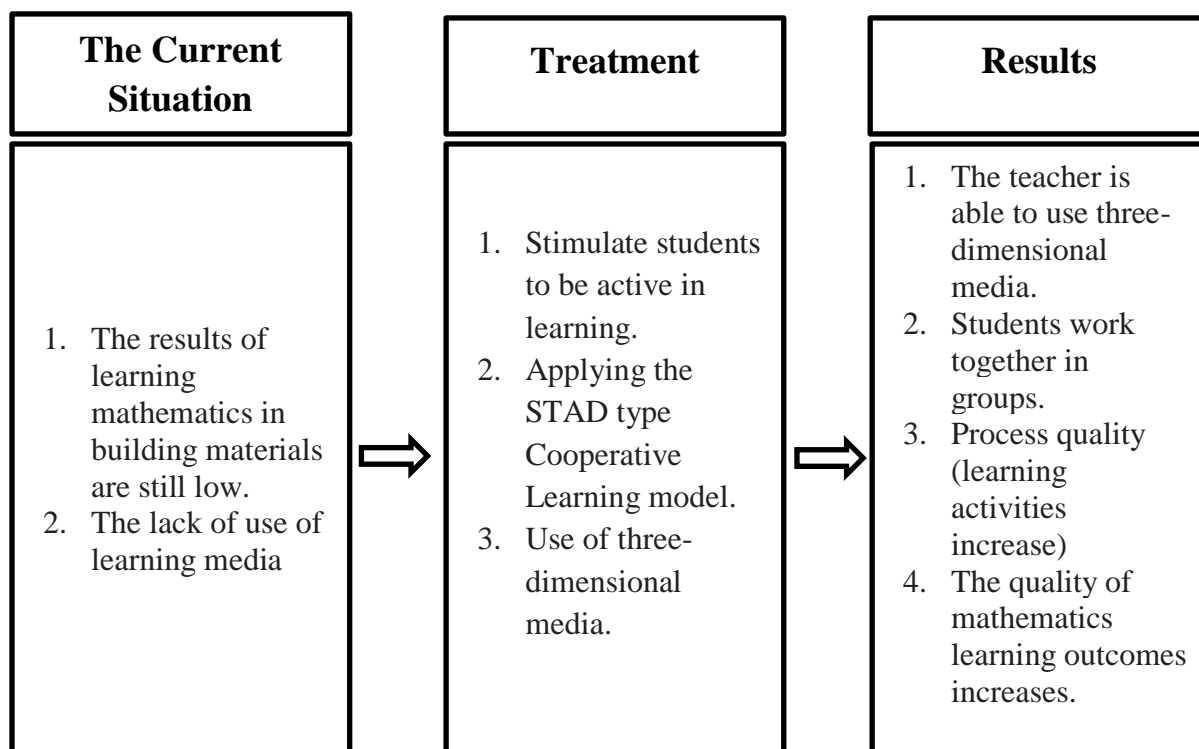 The Current
Situation
1. The results of
learning
mathematics in
building materials
are still low.
2. The lack of use of
learning media
Treatment
1. Stimulate students
to be active in
learning.
2. Applying the
STAD type
Cooperative
Learning model.
3. Use of three-
dimensional
media.
Results
1. The teacher is
able to use three-
dimensional
media.
2. Students work
together in
groups.
3. Process quality
(learning
activities
increase)
4. The quality of
mathematics
learning outcomes
increases.